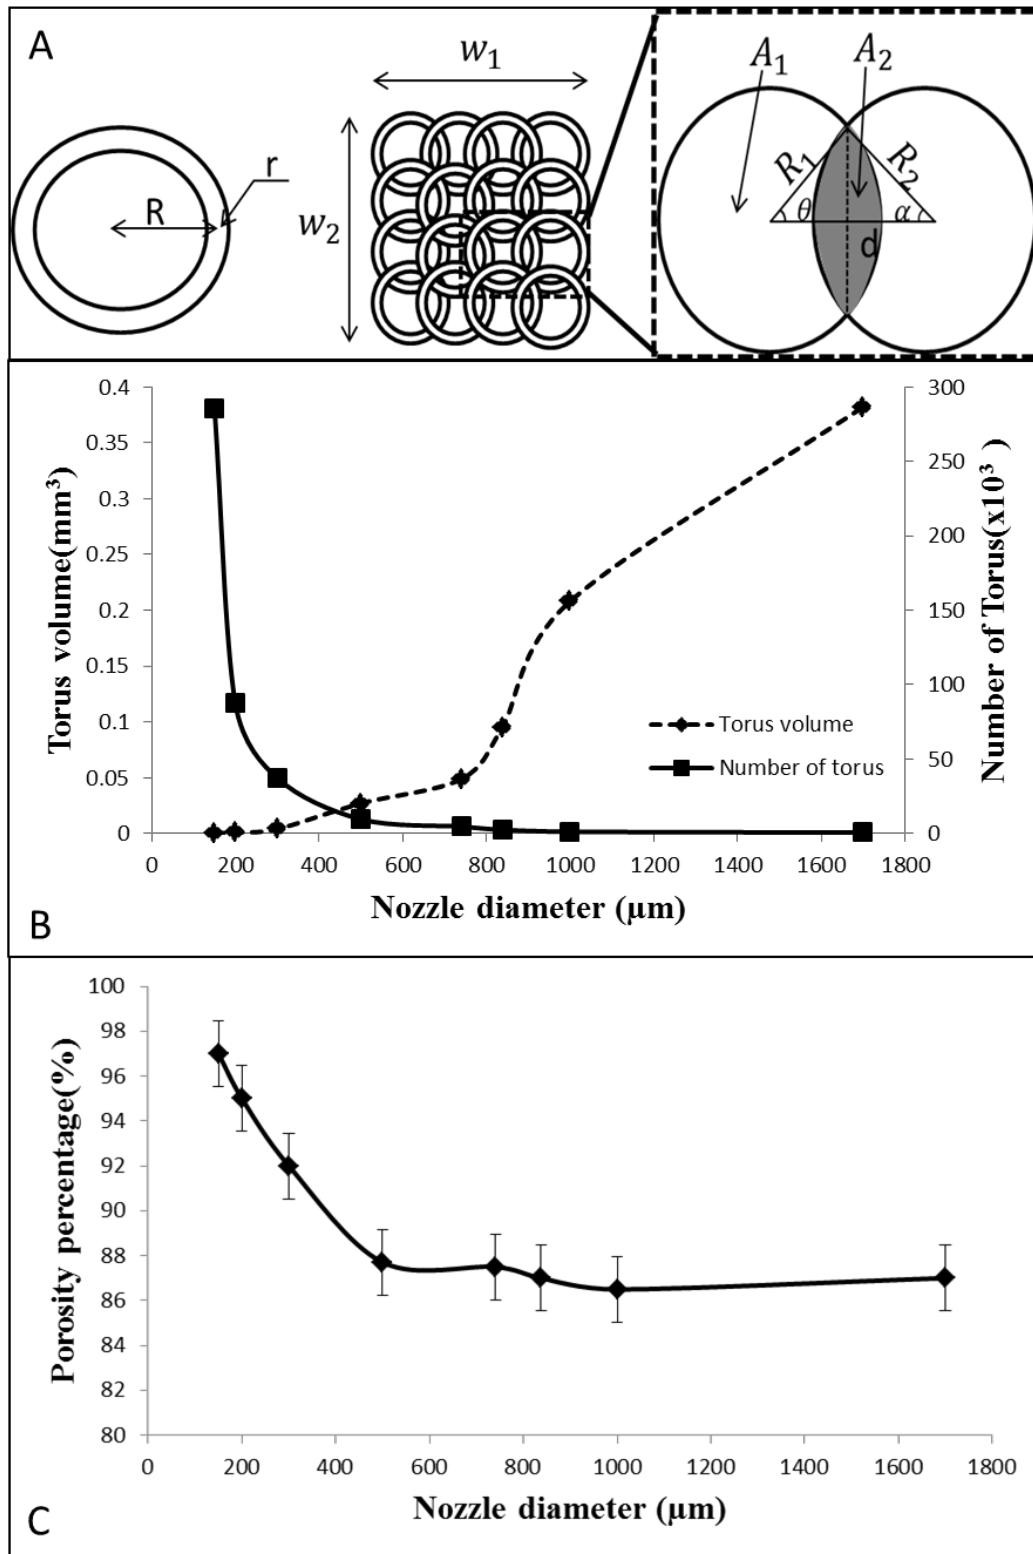 A
R
r
w₁
w₂
A₁
A₂
R₁
R₂
θ
α
d
Torus volume(mm³)
0.4
0.35
0.3
0.25
0.2
0.15
0.1
0.05
0
300
250
200
150
100
50
0
Number of Torus(x10³ )
Torus volume
Number of torus
0 200 400 600 800 1000 1200 1400 1600 1800
Nozzle diameter (µm)
B
Porosity percentage(%)
100
98
96
94
92
90
88
86
84
82
80
0 200 400 600 800 1000 1200 1400 1600 1800
Nozzle diameter (µm)
C